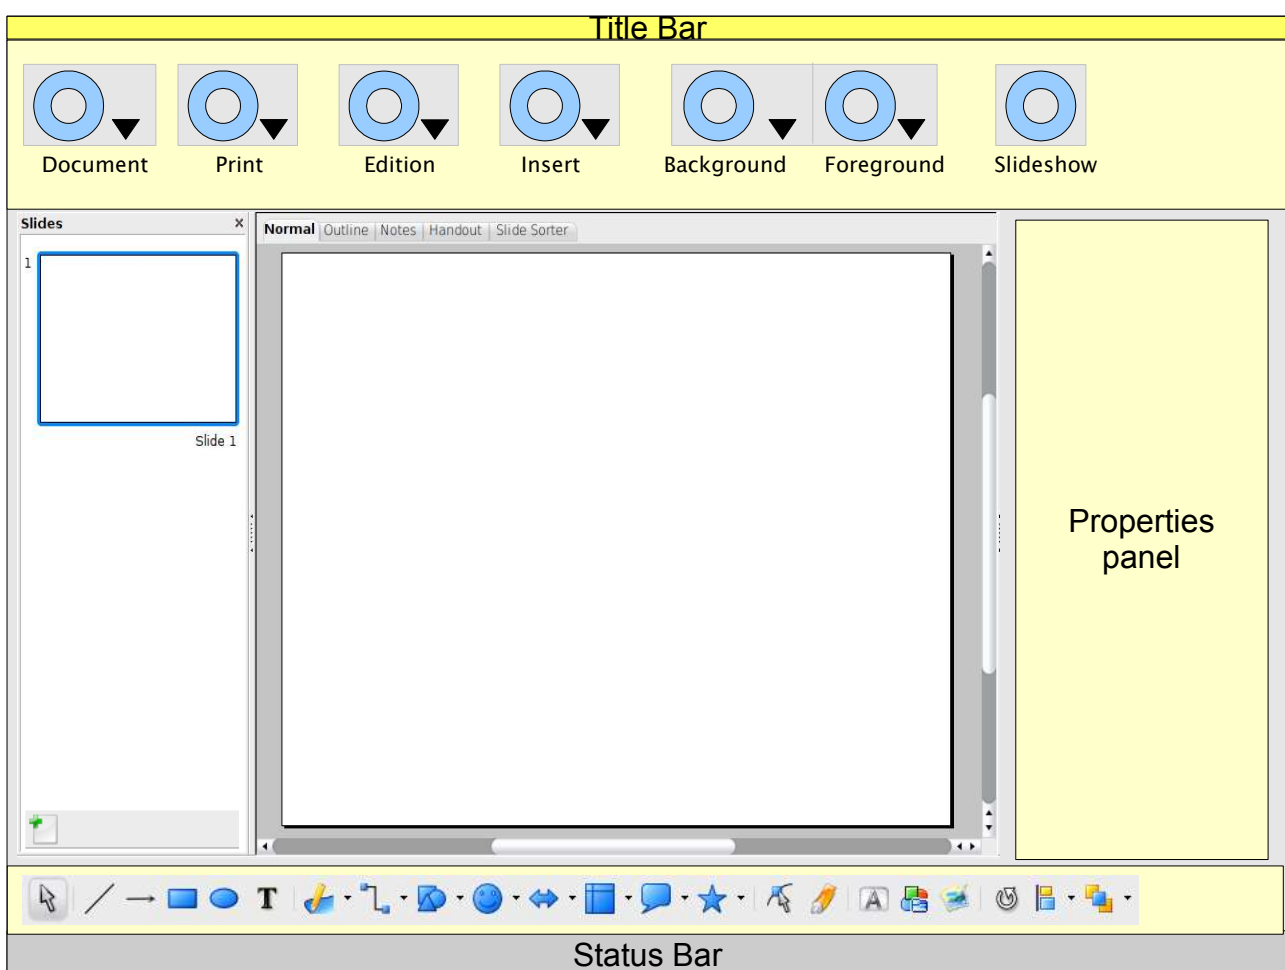 Title Bar
Document Print Edition Insert Background Foreground Slideshow
Slides
Normal Outline Notes Handout Slide Sorter
1
Slide 1
Properties
panel
T A
Status Bar